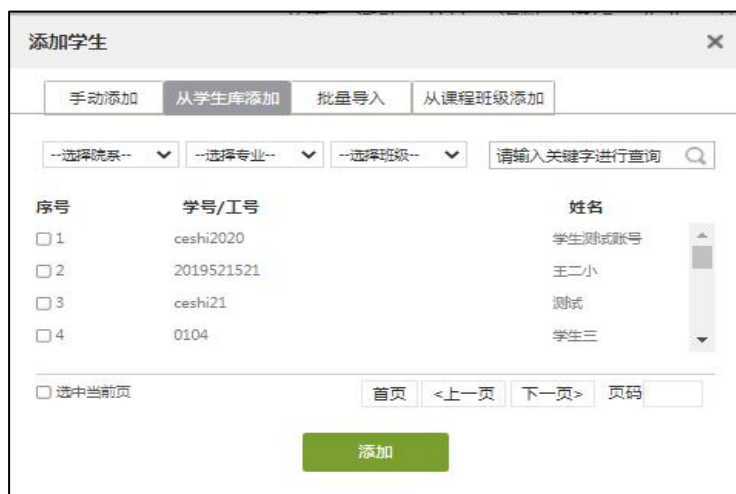 添加学生 ×
手动添加 从学生库添加 批量导入 从课程班级添加
--选择院系-- --选择专业-- --选择班级-- 请输入关键字进行查询
序号 学号/工号 姓名
1 ceshi2020 学生测试账号
2 2019521521 王二小
3 ceshi21 测试
4 0104 学生三
选中当前页 首页 <上一页 下一页> 页码
添加